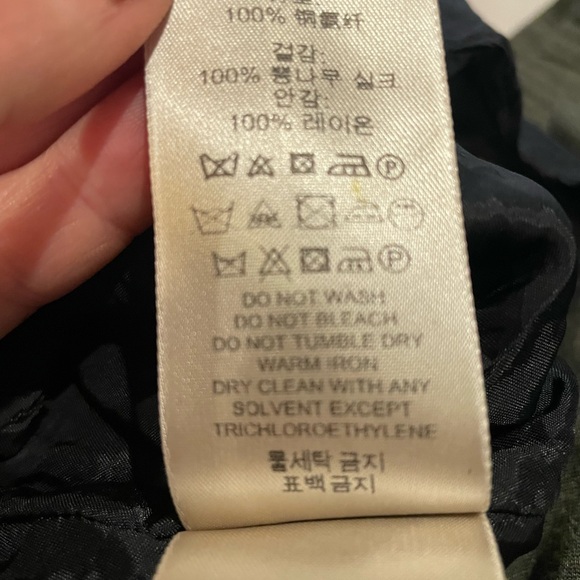 100% 铜氨纤
겉감:
100% 뽕나무 실크
안감:
100% 레이온
DO NOT WASH
DO NOT BLEACH
DO NOT TUMBLE DRY
WARM IRON
DRY CLEAN WITH ANY
SOLVENT EXCEPT
TRICHLOROETHYLENE
물세탁 금지
표백금지